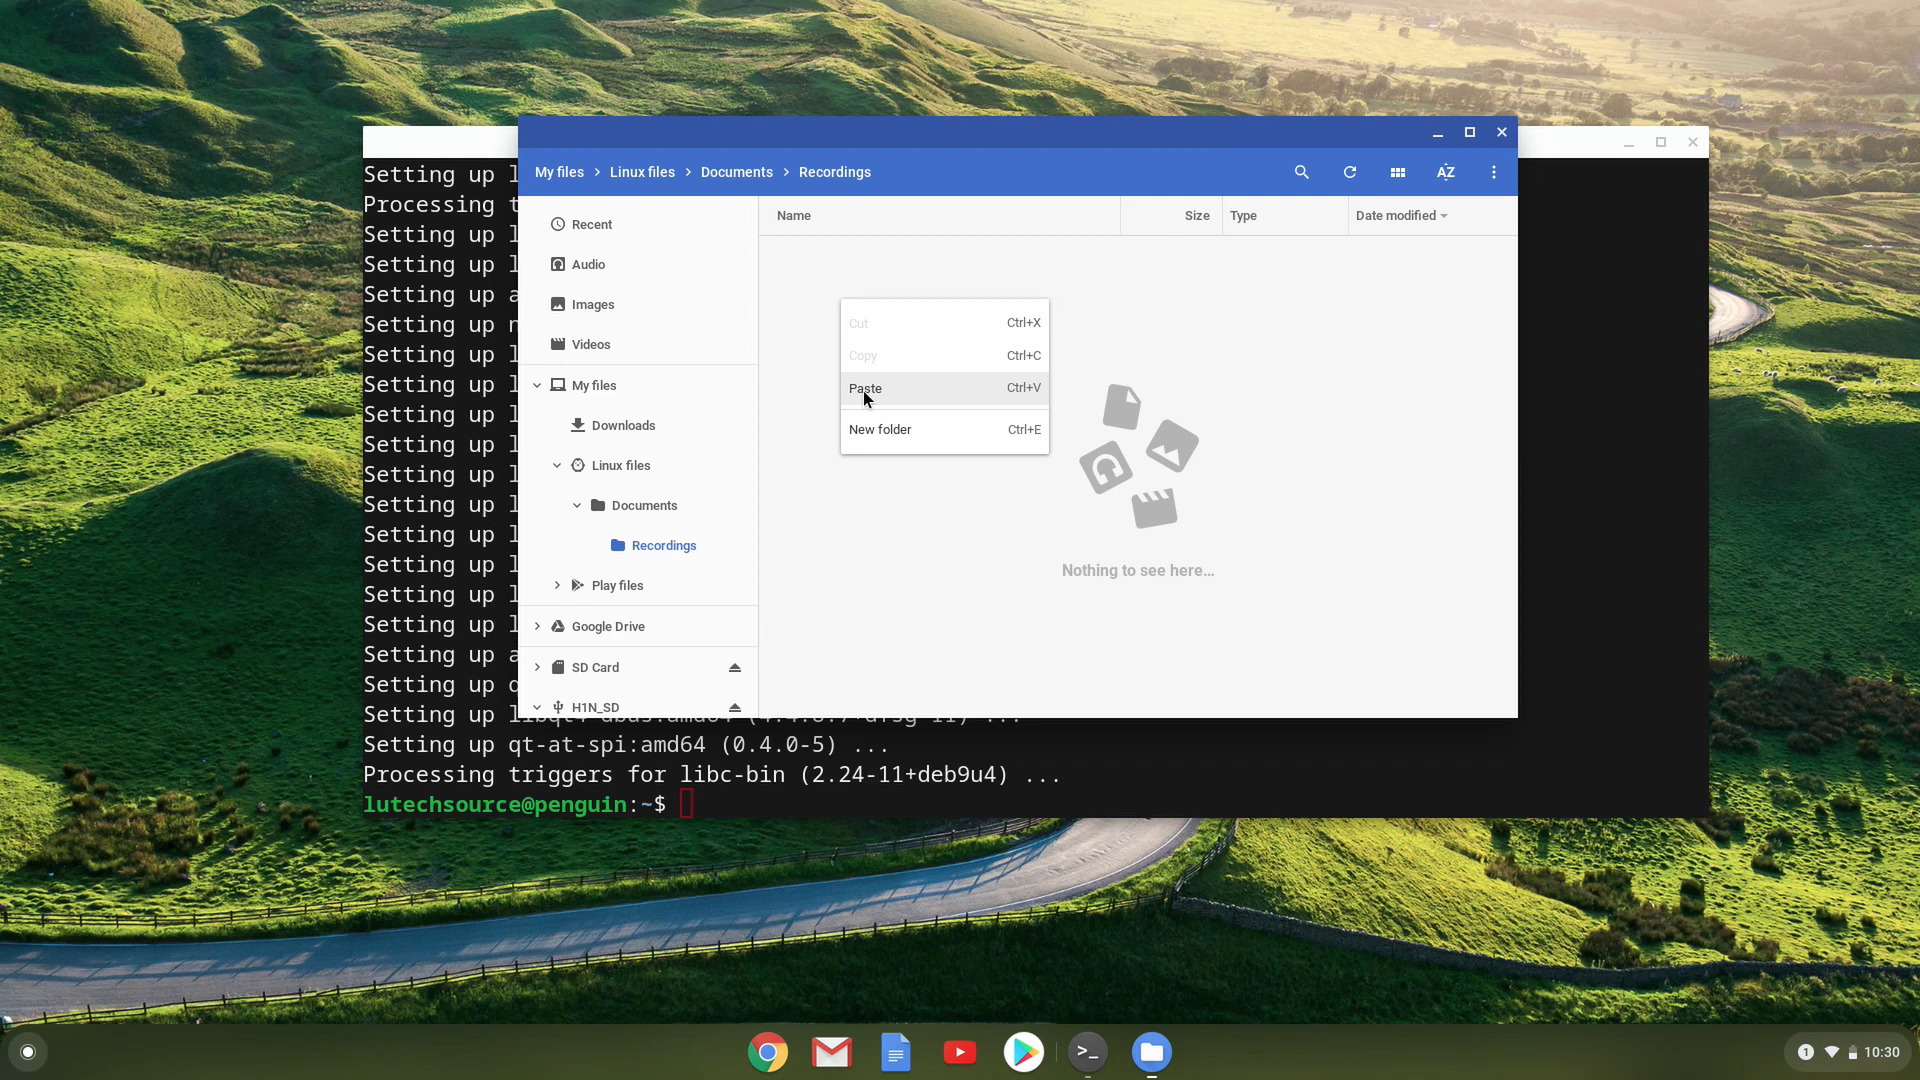 My files > Linux files > Documents > Recordings
AZ
Name Size Type Date modified
Recent
Audio
Images
Videos
My files
Downloads
Linux files
Documents
Recordings
Play files
Google Drive
SD Card
H1N_SD
Cut Ctrl+X
Copy Ctrl+C
Paste Ctrl+V
New folder Ctrl+E
Nothing to see here...
Setting up l
Processing t
Setting up l
Setting up l
Setting up a
Setting up n
Setting up l
Setting up l
Setting up l
Setting up l
Setting up l
Setting up l
Setting up l
Setting up l
Setting up l
Setting up l
Setting up a
Setting up q
Setting up
Setting up qt-at-spi:amd64 (0.4.0-5) ...
Processing triggers for libc-bin (2.24-11+deb9u4) ...
lutechsource@penguin:~$
>_
1 10:30